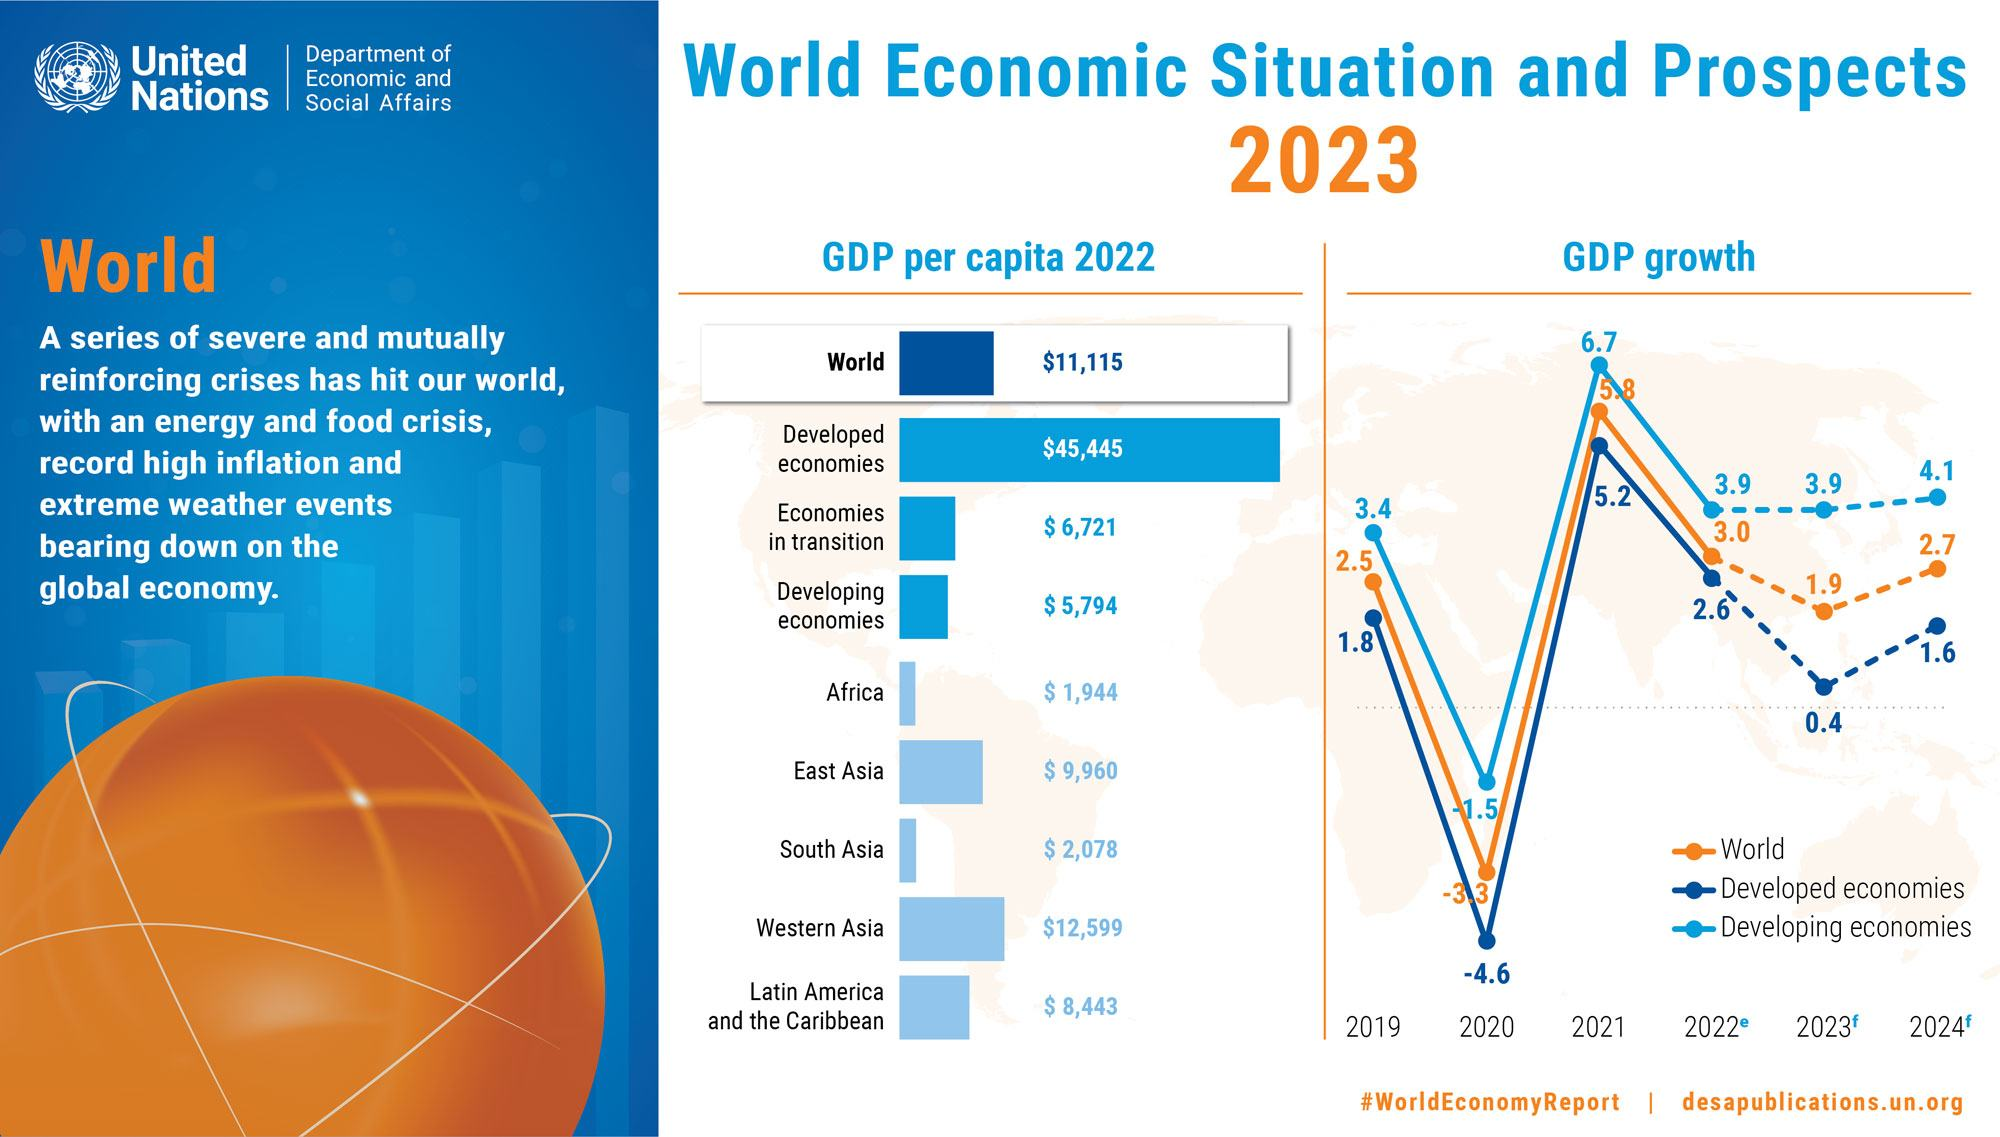 United
Nations
Department of
Economic and
Social Affairs
World
A series of severe and mutually
reinforcing crises has hit our world,
with an energy and food crisis,
record high inflation and
extreme weather events
bearing down on the
global economy.
World Economic Situation and Prospects
2023
GDP per capita 2022
World $11,115
Developed
economies $45,445
Economies
in transition $ 6,721
Developing
economies $ 5,794
Africa $ 1,944
East Asia $ 9,960
South Asia $ 2,078
Western Asia $12,599
Latin America
and the Caribbean $ 8,443
GDP growth
6.7
5.8
5.2
3.4
2.5
1.8
-1.5
-3.3
-4.6
3.9
3.0
2.6
3.9
1.9
0.4
4.1
2.7
1.6
World
Developed economies
Developing economies
2019 2020 2021 2022ᵉ 2023ᶠ 2024ᶠ
#WorldEconomyReport | desapublications.un.org